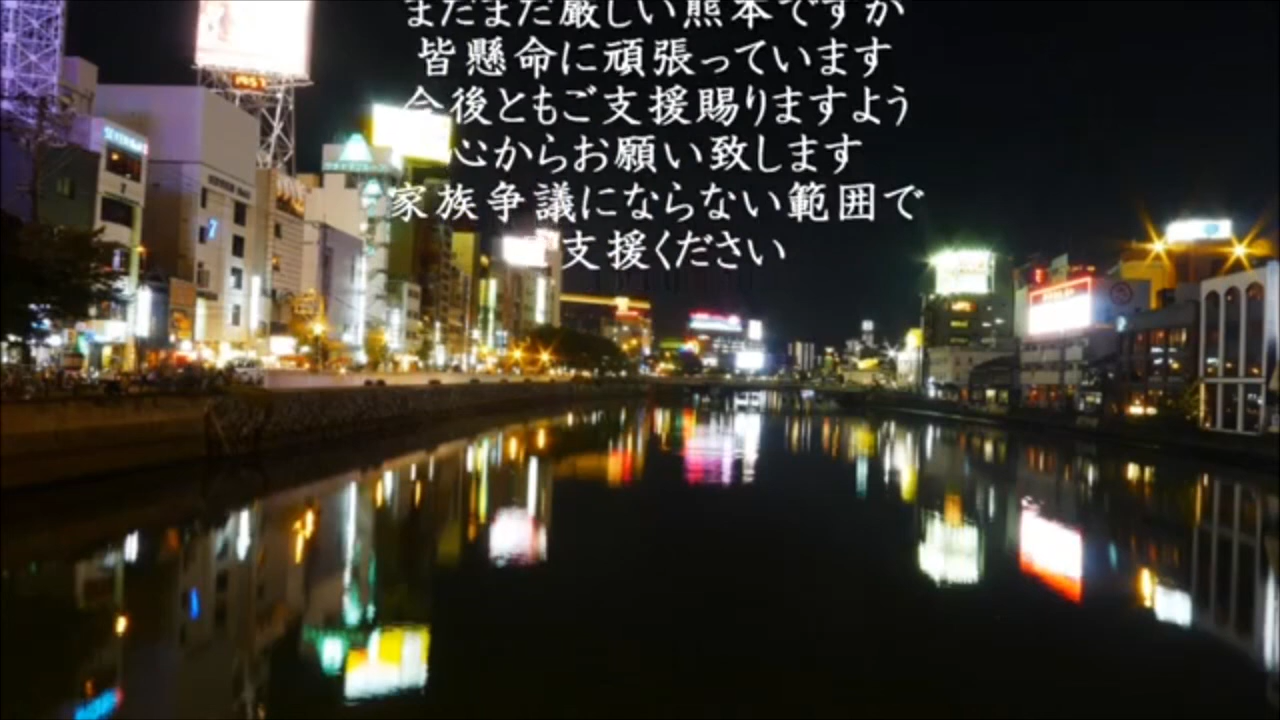 まだまだ厳しい熊本ですが
皆懸命に頑張っています
今後ともご支援賜りますよう
心からお願い致します
家族争議にならない範囲で
支援ください
1957